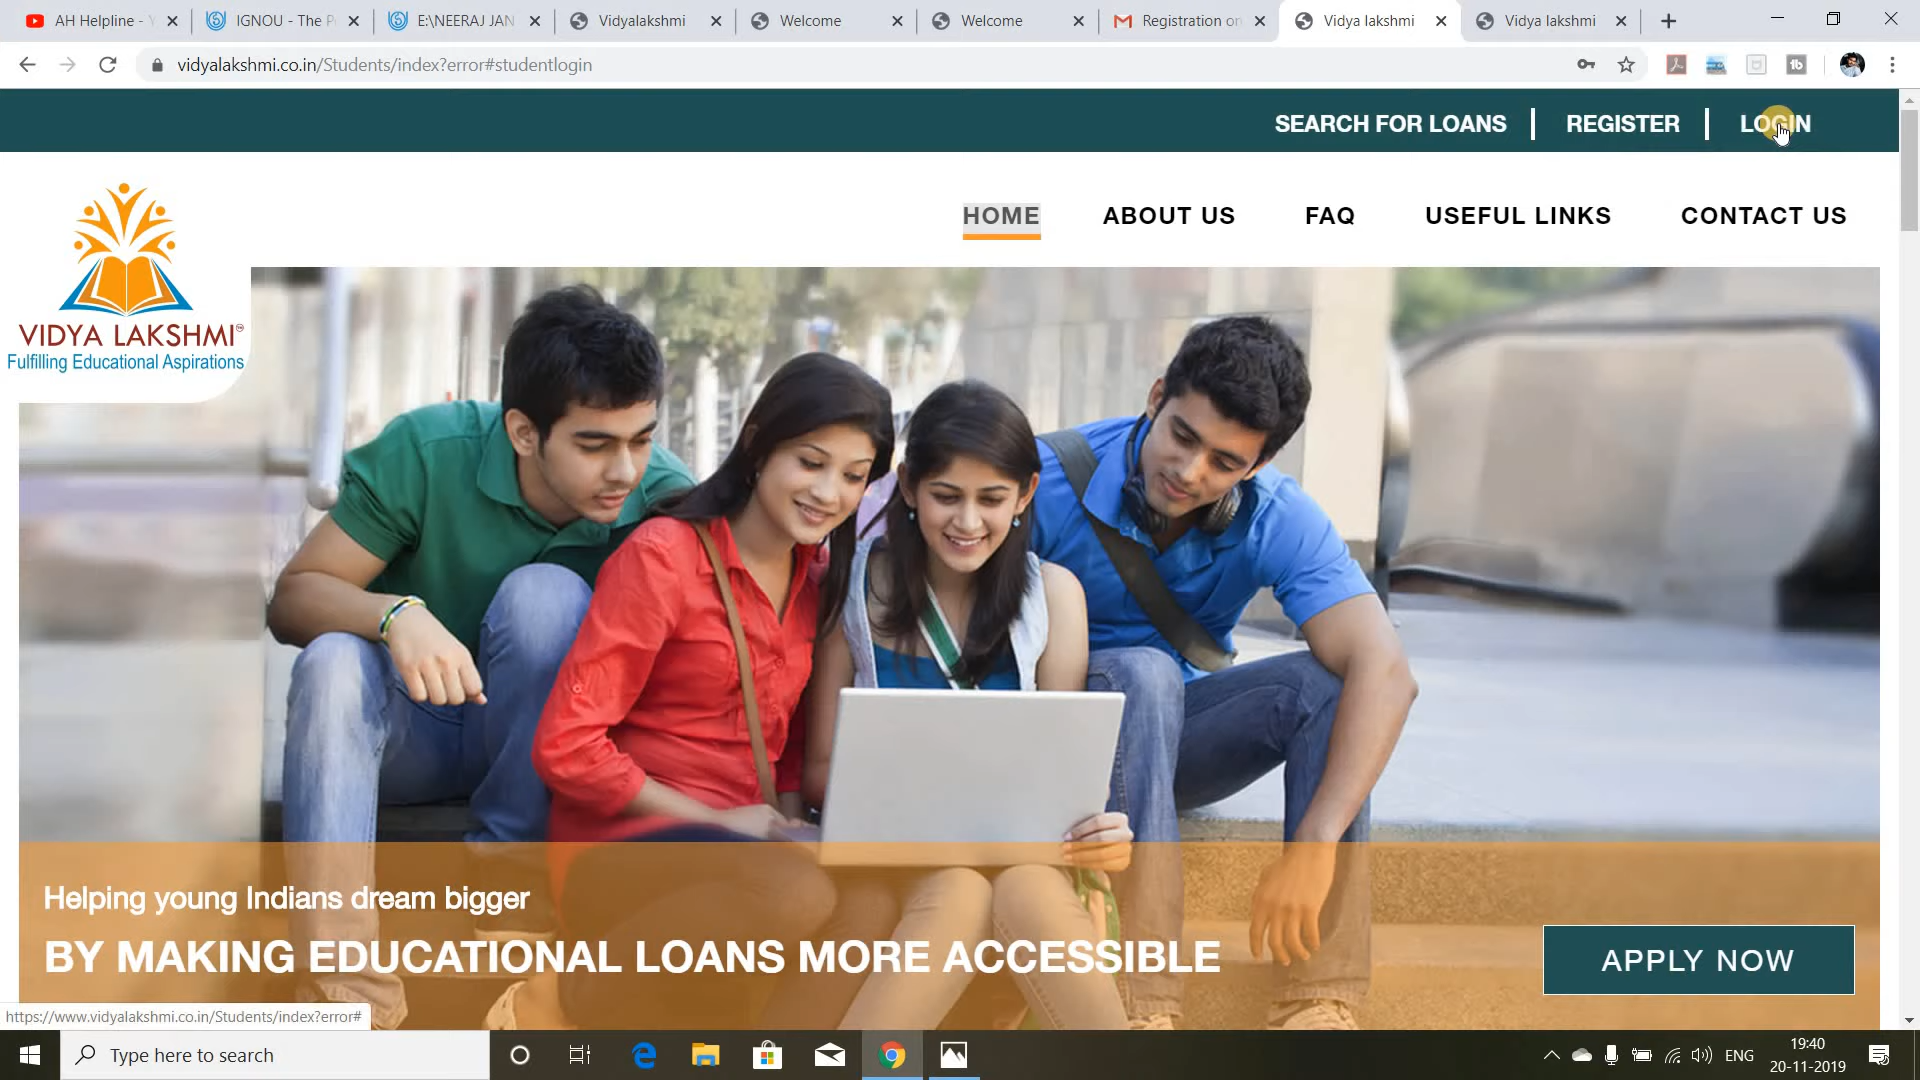 AH Helpline - Y
IGNOU - The P
E:\NEERAJ JAN
Vidyalakshmi
Welcome
Welcome
Registration on
Vidya lakshmi
Vidya lakshmi
vidyalakshmi.co.in/Students/index?error#studentlogin
SEARCH FOR LOANS
REGISTER
LOGIN
HOME
ABOUT US
FAQ
USEFUL LINKS
CONTACT US
VIDYA LAKSHMI™
Fulfilling Educational Aspirations
Helping young Indians dream bigger
BY MAKING EDUCATIONAL LOANS MORE ACCESSIBLE
APPLY NOW
https://www.vidyalakshmi.co.in/Students/index?error#
Type here to search
ENG
19:40
20-11-2019